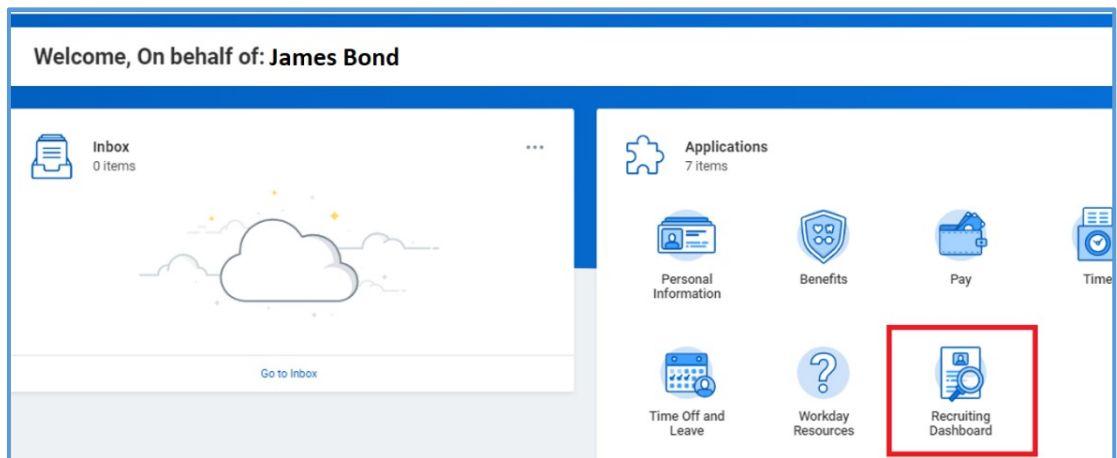 Welcome, On behalf of: James Bond
Inbox
0 items
Go to Inbox
Applications
7 items
Personal
Information
Benefits
Pay
Time
Time Off and
Leave
Workday
Resources
Recruiting
Dashboard